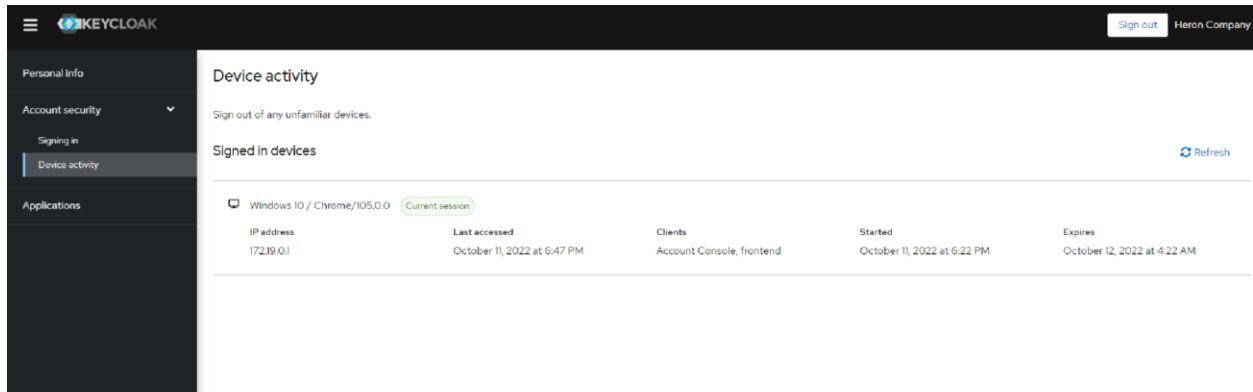 KEYCLOAK
Sign out Heron Company
Personal info
Account security
Signing in
Device activity
Applications
Device activity
Sign out of any unfamiliar devices.
Signed in devices
Refresh
Windows 10 / Chrome/105.0.0 Current session
IP address Last accessed Clients Started Expires
172.19.0.1 October 11, 2022 at 6:47 PM Account Console, frontend October 11, 2022 at 6:22 PM October 12, 2022 at 4:22 AM